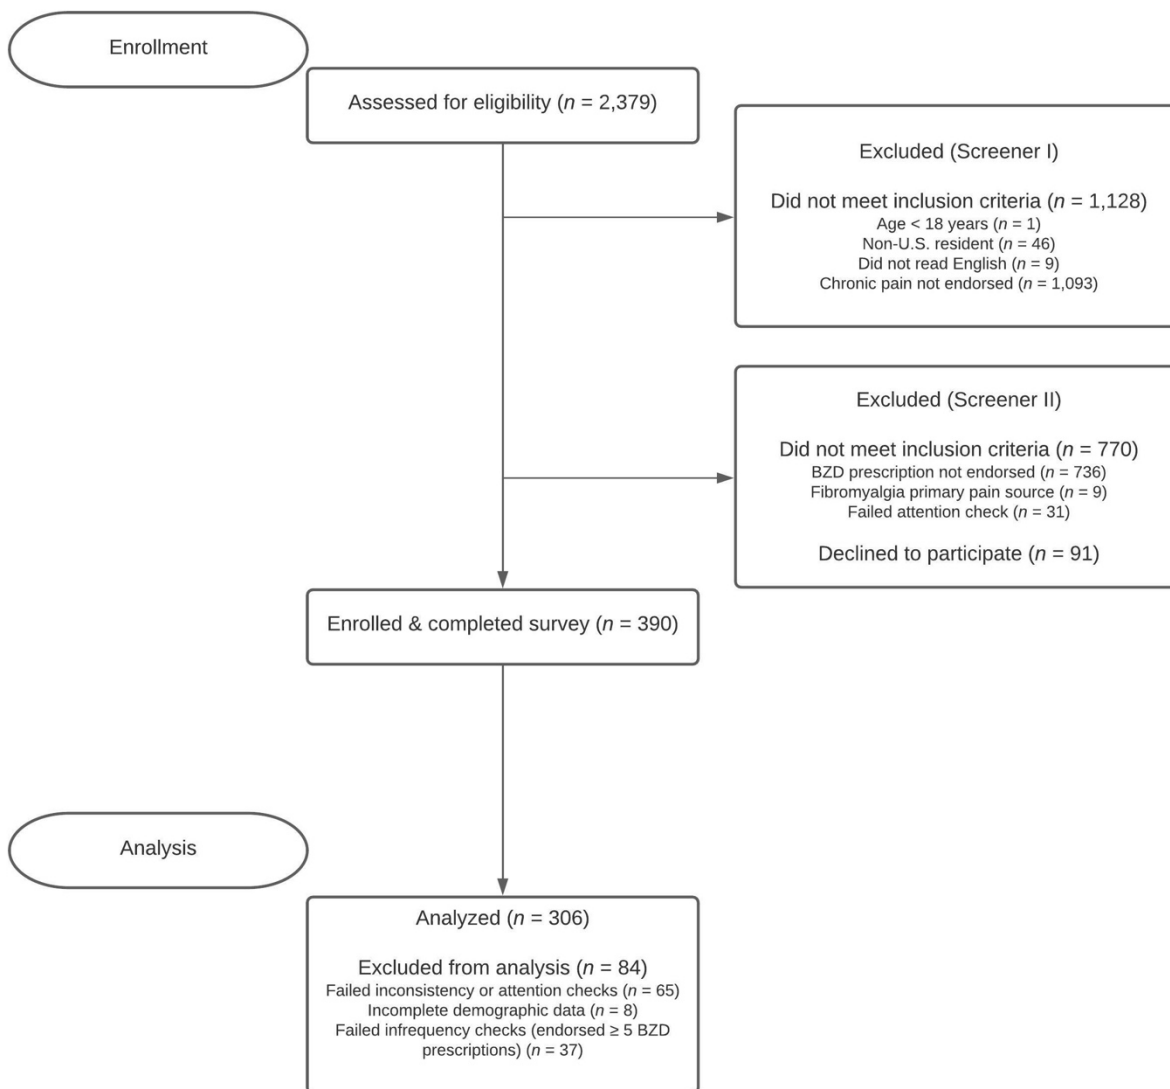 Enrollment
Assessed for eligibility (n = 2,379)
Excluded (Screener I)
Did not meet inclusion criteria (n = 1,128)
Age < 18 years (n = 1)
Non-U.S. resident (n = 46)
Did not read English (n = 9)
Chronic pain not endorsed (n = 1,093)
Excluded (Screener II)
Did not meet inclusion criteria (n = 770)
BZD prescription not endorsed (n = 736)
Fibromyalgia primary pain source (n = 9)
Failed attention check (n = 31)
Declined to participate (n = 91)
Enrolled & completed survey (n = 390)
Analysis
Analyzed (n = 306)
Excluded from analysis (n = 84)
Failed inconsistency or attention checks (n = 65)
Incomplete demographic data (n = 8)
Failed infrequency checks (endorsed ≥ 5 BZD
prescriptions) (n = 37)